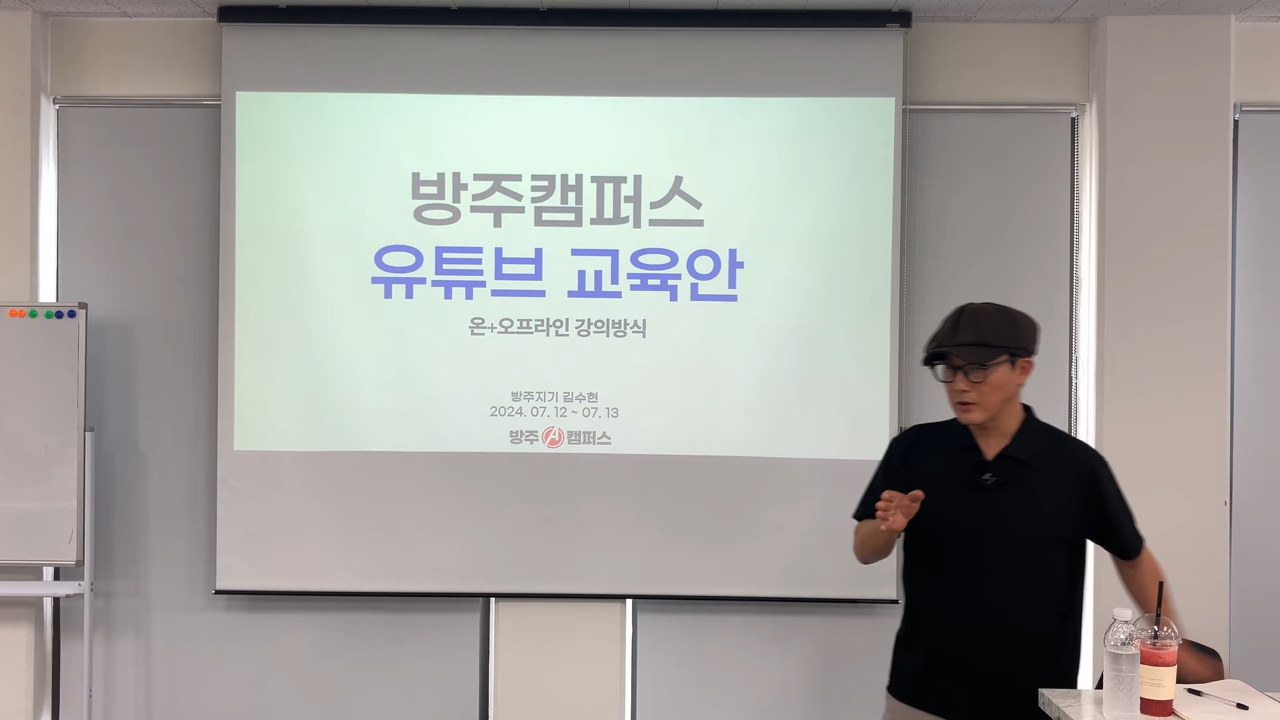 방주캠퍼스
유튜브 교육안
온+오프라인 강의방식
방주지기 김수현
2024. 07. 12 ~ 07. 13
방주 A 캠퍼스